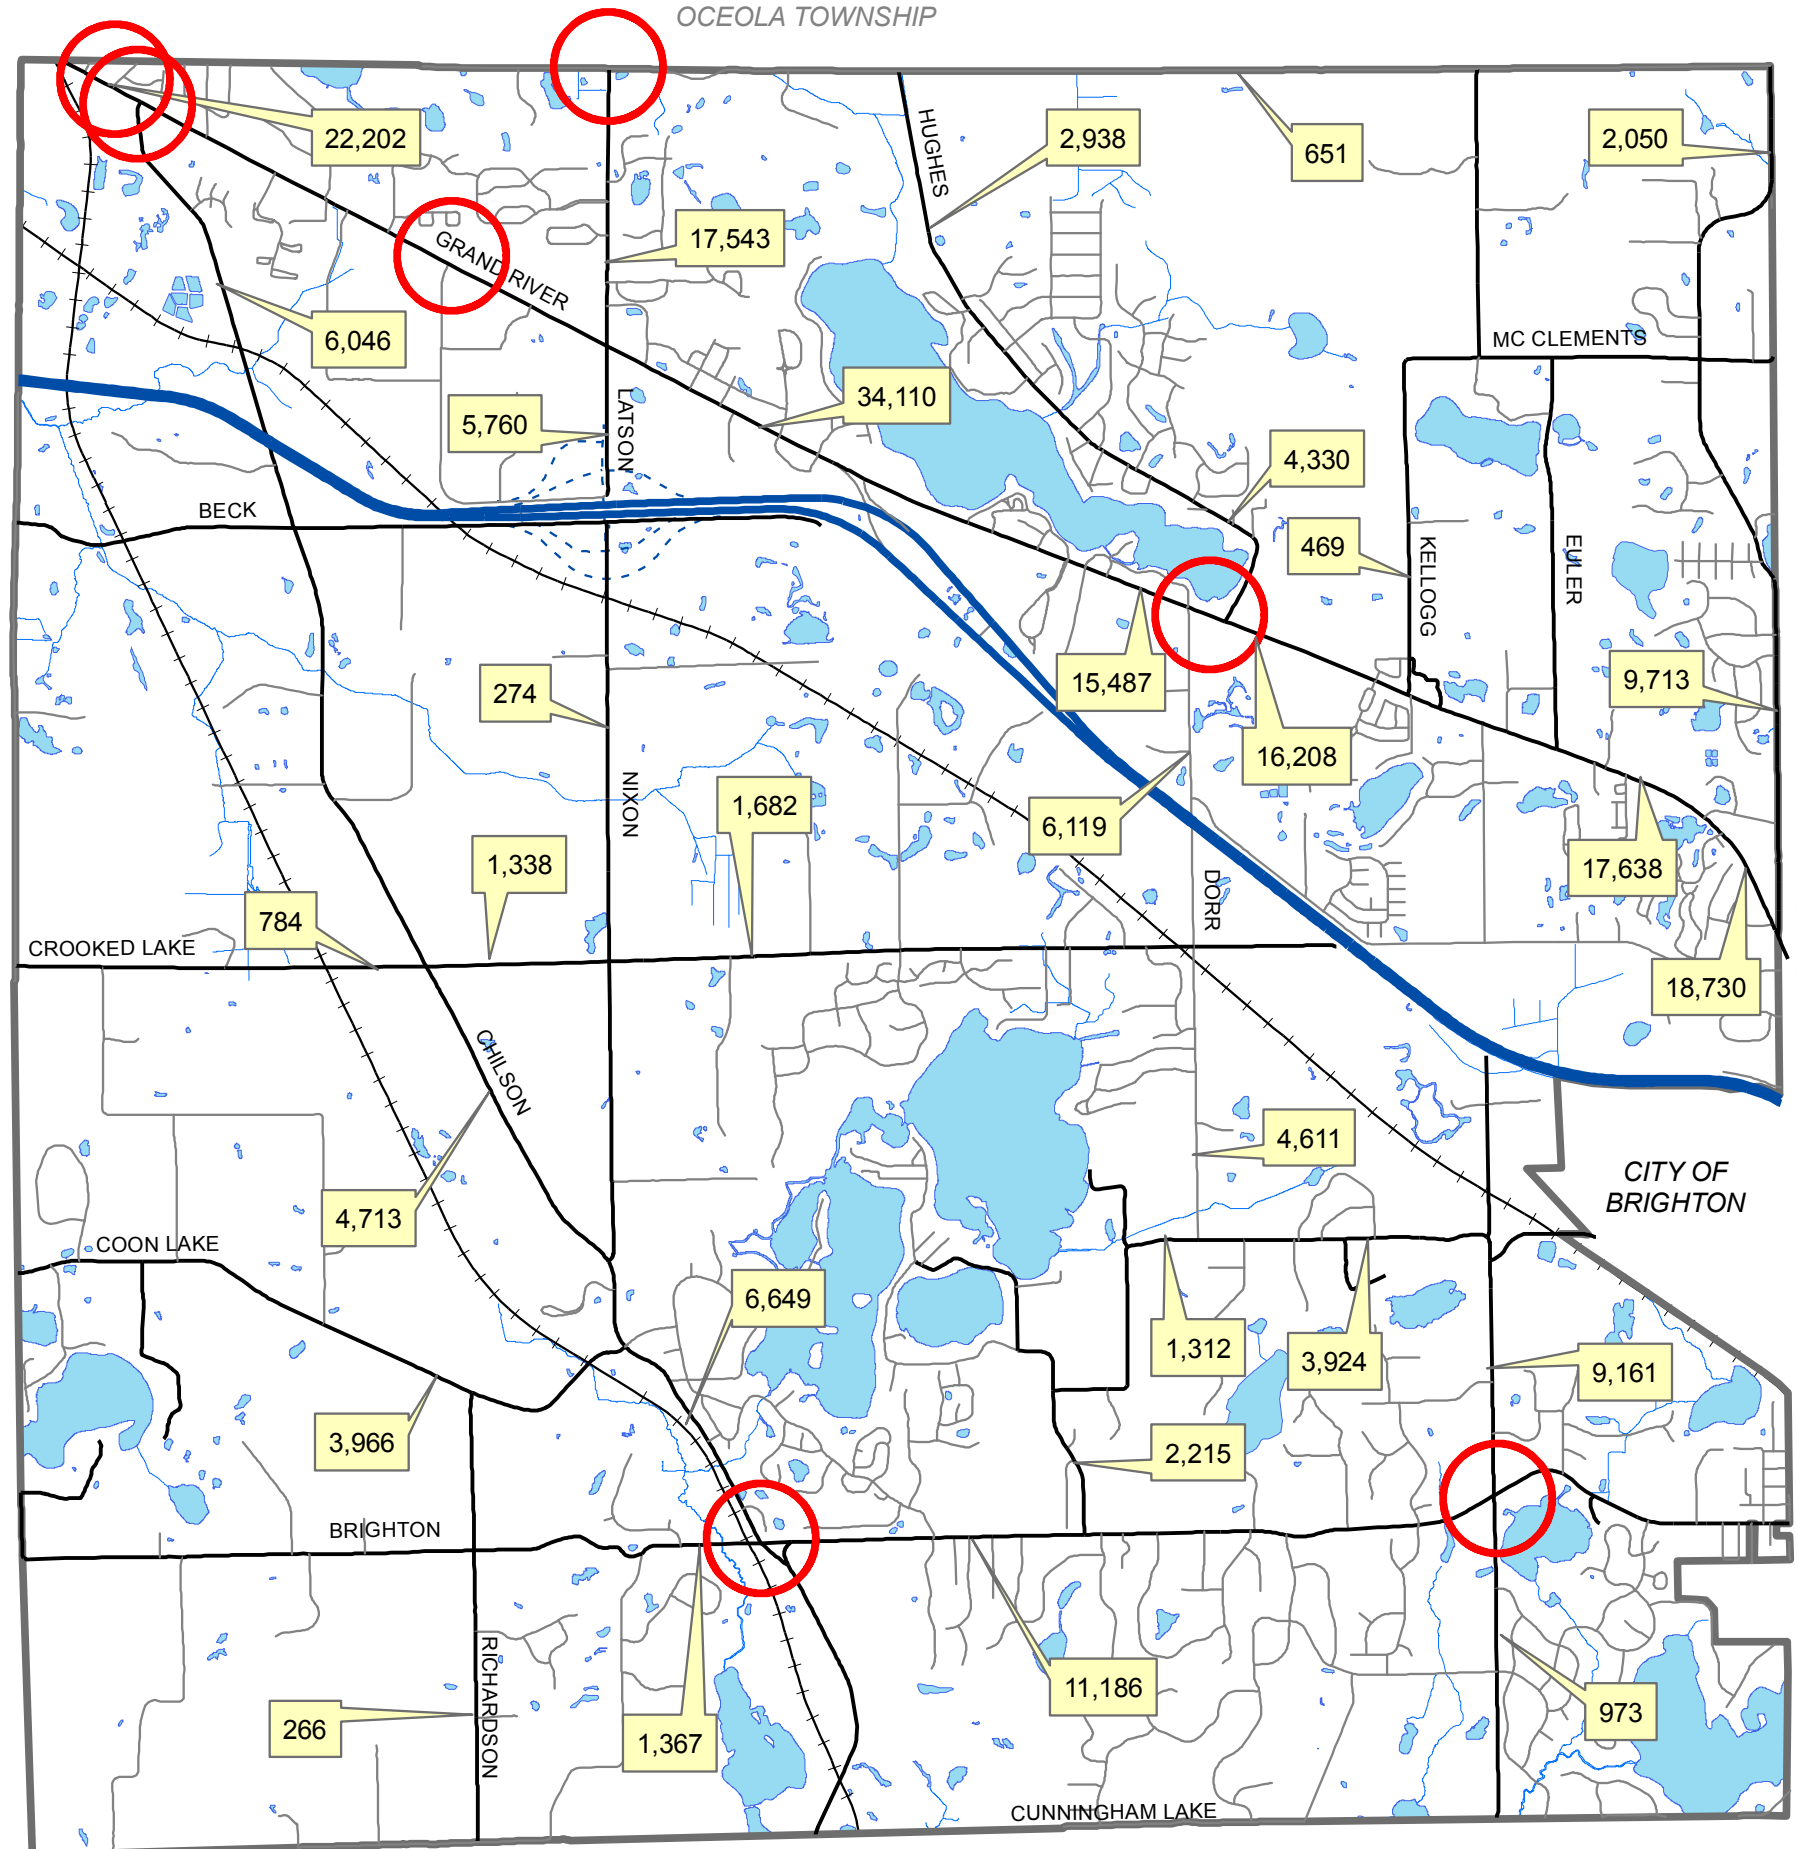 OCEOLA TOWNSHIP
22,202
HUGHES
2,938
651
2,050
17,543
GRAND RIVER
6,046
MC CLEMENTS
5,760
LATSON
34,110
4,330
BECK
469
KELLOGG
EULER
274
15,487
9,713
16,208
NIXON
1,682
6,119
1,338
DORR
17,638
784
CROOKED LAKE
18,730
CHILSON
4,611
CITY OF
BRIGHTON
4,713
COON LAKE
6,649
1,312
3,924
9,161
3,966
2,215
BRIGHTON
RICHARDSON
11,186
266
1,367
973
CUNNINGHAM LAKE